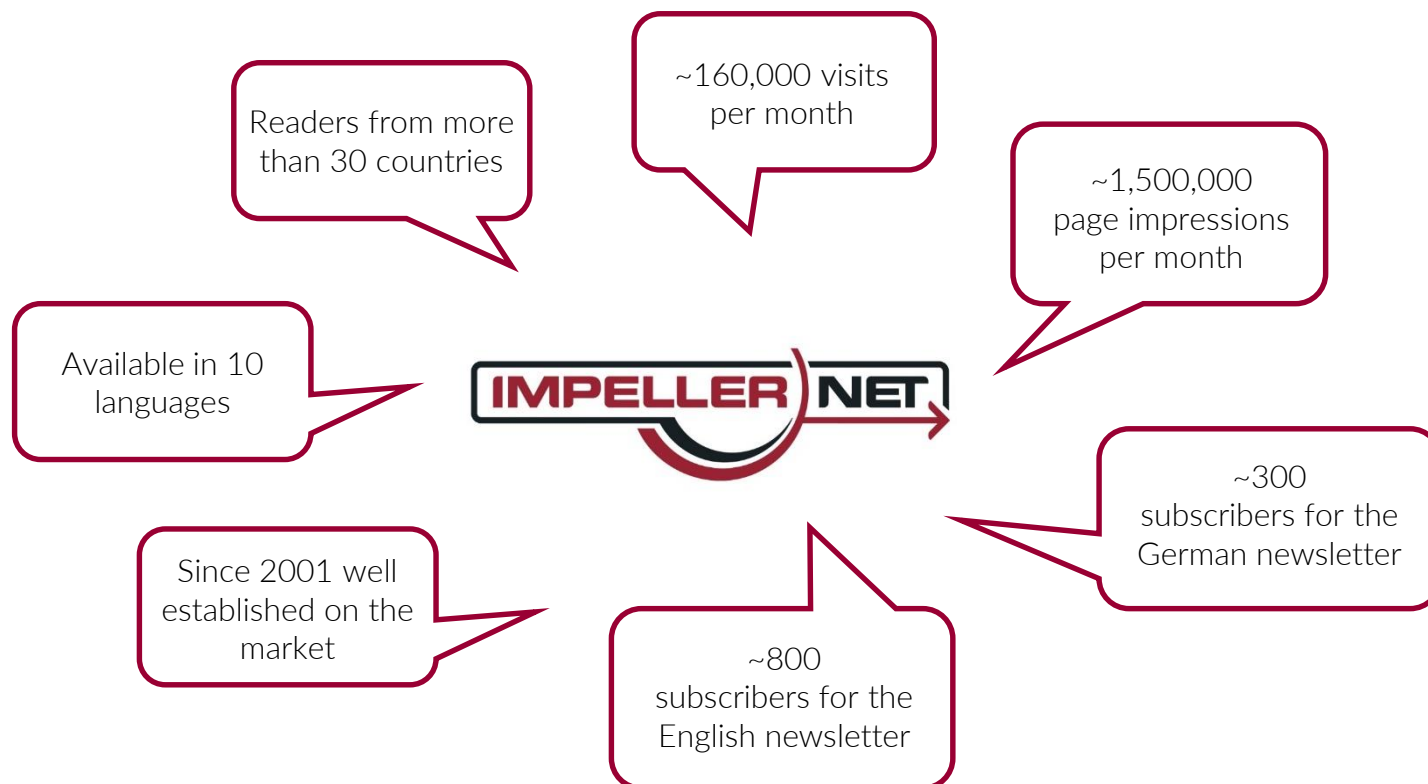 ~160,000 visits
per month
Readers from more
than 30 countries
~1,500,000
page impressions
per month
Available in 10
languages
IMPELLER NET
~300
subscribers for the
German newsletter
Since 2001 well
established on the
market
~800
subscribers for the
English newsletter